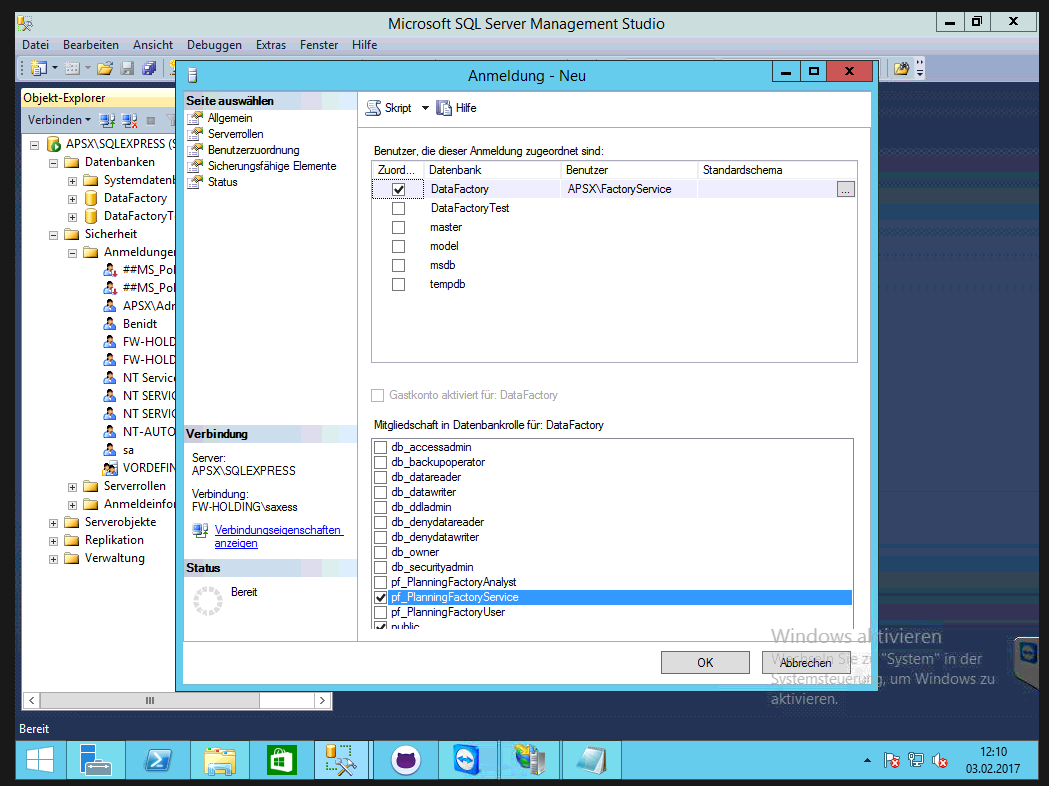 Microsoft SQL Server Management Studio
Datei Bearbeiten Ansicht Debuggen Extras Fenster Hilfe
Objekt-Explorer
Verbinden
APSX\SQLEXPRESS (S
Datenbanken
Systemdatenb
DataFactory
DataFactoryT
Sicherheit
Anmeldungen
##MS_Pol
##MS_Pol
APSX\Adr
Benidt
FW-HOLD
FW-HOLD
NT Service
NT SERVIC
NT SERVIC
NT-AUTO
sa
VORDEFIN
Serverrollen
Anmeldeinfor
Serverobjekte
Replikation
Verwaltung
Bereit
Anmeldung - Neu
Seite auswählen
Allgemein
Serverrollen
Benutzerzuordnung
Sicherungsfähige Elemente
Status
Verbindung
Server:
APSX\SQLEXPRESS
Verbindung:
FW-HOLDING\saxess
Verbindungseigenschaften
anzeigen
Status
Bereit
Skript Hilfe
Benutzer, die dieser Anmeldung zugeordnet sind:
Zuord... Datenbank Benutzer Standardschema
DataFactory APSX\FactoryService ...
DataFactoryTest
master
model
msdb
tempdb
Gastkonto aktiviert für: DataFactory
Mitgliedschaft in Datenbankrolle für: DataFactory
db_accessadmin
db_backupoperator
db_datareader
db_datawriter
db_ddladmin
db_denydatareader
db_denydatawriter
db_owner
db_securityadmin
pf_PlanningFactoryAnalyst
pf_PlanningFactoryService
pf_PlanningFactoryUser
public
OK Abbrechen
Windows aktivieren
Wechseln Sie zu "System" in der
Systemsteuerung, um Windows zu
aktivieren.
12:10
03.02.2017